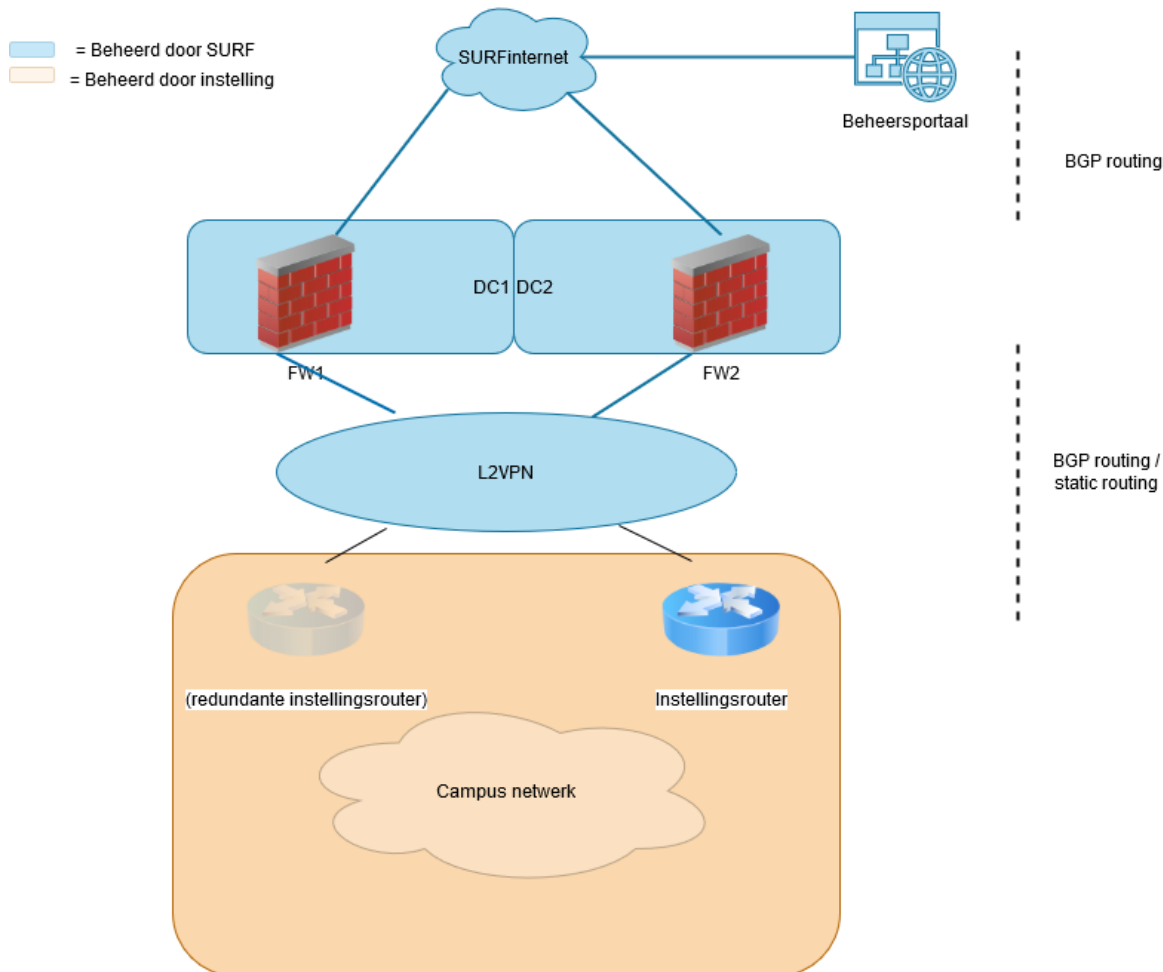 = Beheerd door SURF
= Beheerd door instelling
SURFinternet
Beheersportaal
BGP routing
DC1 DC2
FW1
FW2
L2VPN
BGP routing /
static routing
(redundante instellingsrouter)
Instellingsrouter
Campus netwerk